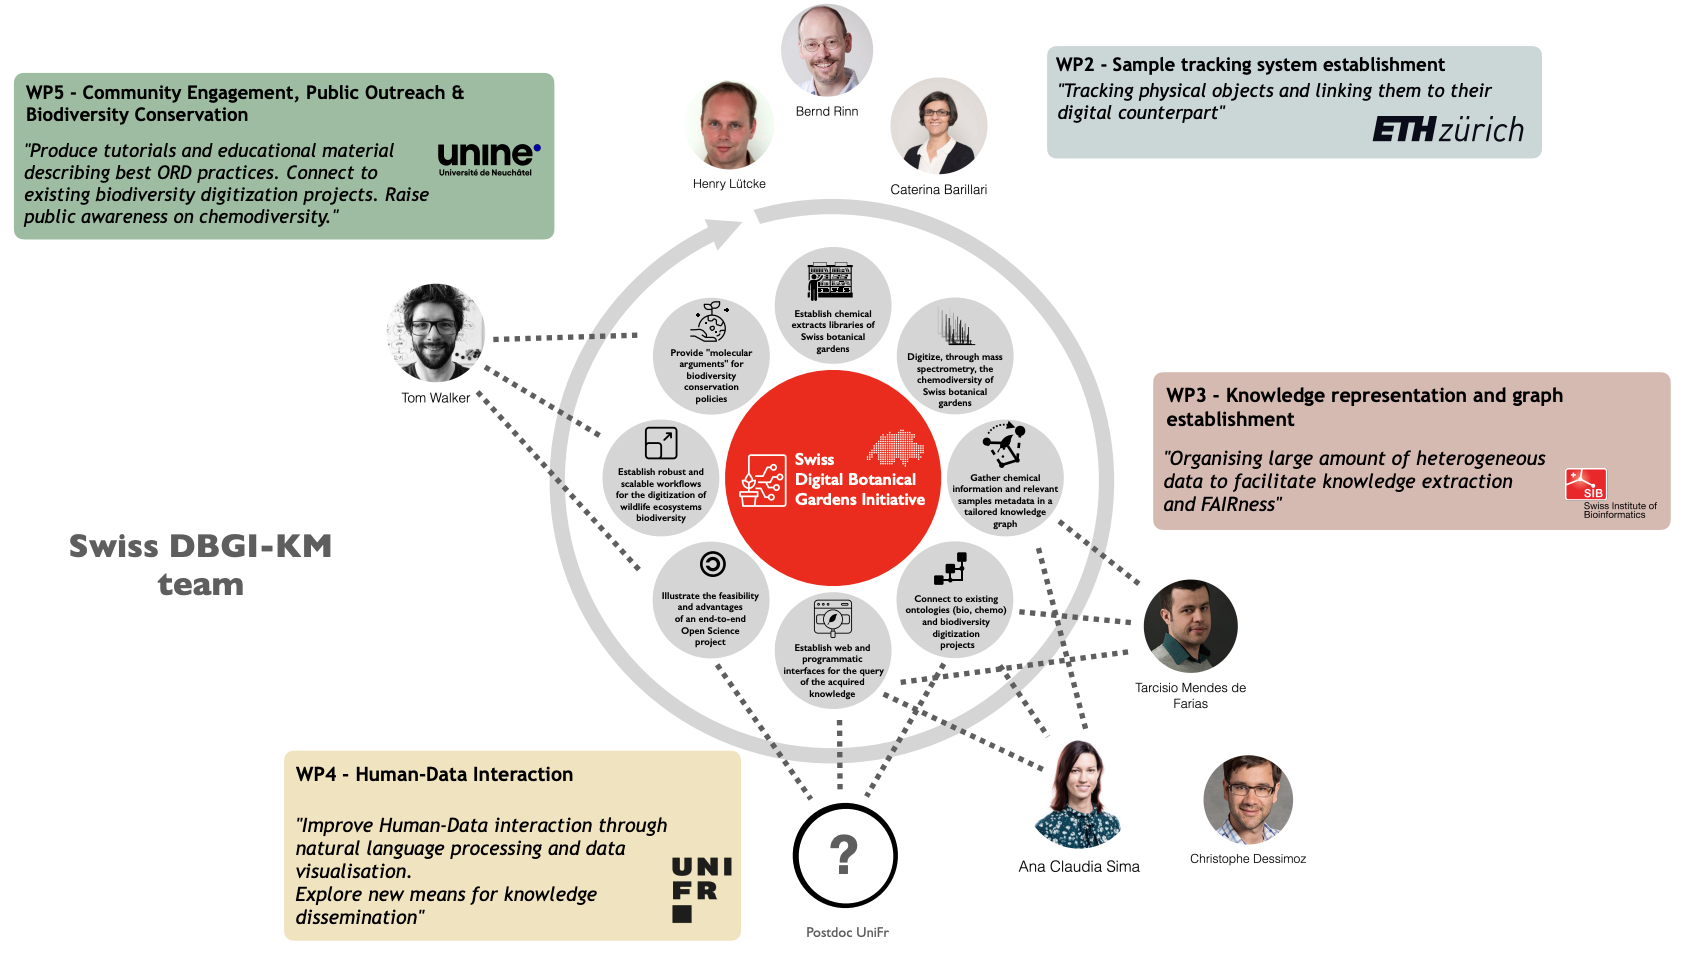 WP5 - Community Engagement, Public Outreach &
Biodiversity Conservation
"Produce tutorials and educational material
describing best ORD practices. Connect to
existing biodiversity digitization projects. Raise
public awareness on chemodiversity."
unine
Université de Neuchâtel
Bernd Rinn
Henry Lütcke
Caterina Barillari
WP2 - Sample tracking system establishment
"Tracking physical objects and linking them to their
digital counterpart"
ETH zürich
Tom Walker
Establish chemical
extracts libraries of
Swiss botanical
gardens
Digitize, through mass
spectrometry, the
chemodiversity of
Swiss botanical
gardens
Gather chemical
information and relevant
samples metadata in a
tailored knowledge
graph
Connect to existing
ontologies (bio, chemo)
and biodiversity
digitization
projects
Establish web and
programmatic
interfaces for the query
of the acquired
knowledge
Illustrate the feasibility
and advantages
of an end-to-end
Open Science
project
Establish robust and
scalable workflows
for the digitization of
wildlife ecosystems
biodiversity
Provide "molecular
arguments" for
biodiversity
conservation
policies
Swiss
Digital Botanical
Gardens Initiative
WP3 - Knowledge representation and graph
establishment
"Organising large amount of heterogeneous
data to facilitate knowledge extraction
and FAIRness"
SIB
Swiss Institute of
Bioinformatics
Swiss DBGI-KM
team
Tarcisio Mendes de
Farias
Ana Claudia Sima
Christophe Dessimoz
WP4 - Human-Data Interaction
"Improve Human-Data interaction through
natural language processing and data
visualisation.
Explore new means for knowledge
dissemination"
UNI
FR
?
Postdoc UniFr